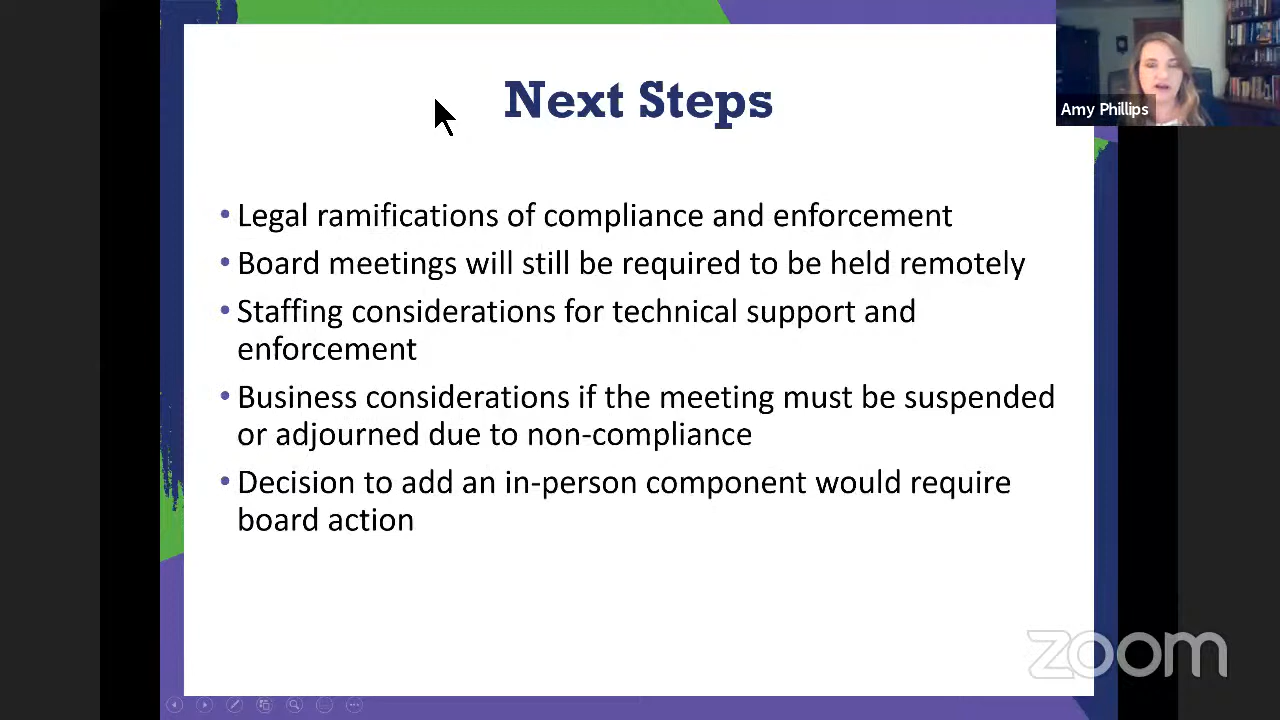 Next Steps
Amy Phillips
• Legal ramifications of compliance and enforcement
• Board meetings will still be required to be held remotely
• Staffing considerations for technical support and
enforcement
• Business considerations if the meeting must be suspended
or adjourned due to non-compliance
• Decision to add an in-person component would require
board action
zoom